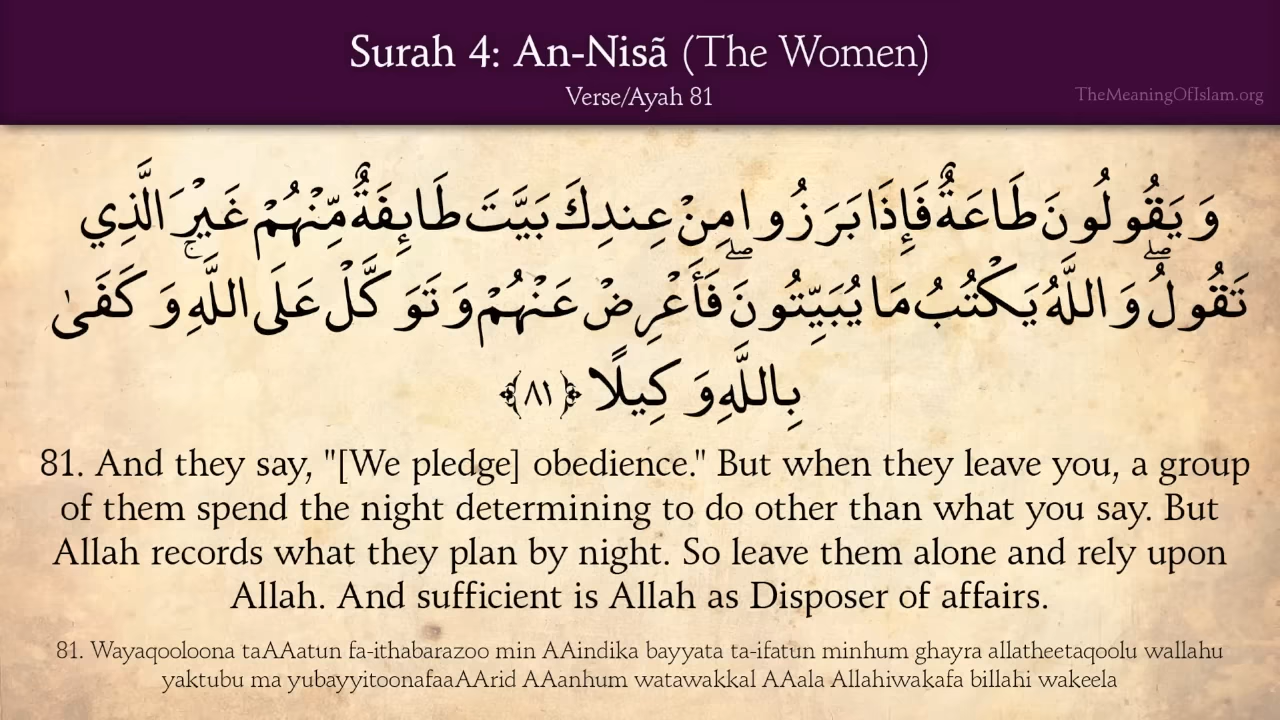 Surah 4: An-Nisã (The Women)
Verse/Ayah 81
TheMeaningOfIslam.org
وَيَقُولُونَ طَاعَةٌ فَإِذَا بَرَزُوا مِنْ عِندِكَ بَيَّتَ طَائِفَةٌ مِّنْهُمْ غَيْرَ الَّذِي
تَقُولُ ۖ وَاللَّهُ يَكْتُبُ مَا يُبَيِّتُونَ ۖ فَأَعْرِضْ عَنْهُمْ وَتَوَكَّلْ عَلَى اللَّهِ ۚ وَكَفَىٰ
بِاللَّهِ وَكِيلًا ﴿٨١﴾
81. And they say, "[We pledge] obedience." But when they leave you, a group
of them spend the night determining to do other than what you say. But
Allah records what they plan by night. So leave them alone and rely upon
Allah. And sufficient is Allah as Disposer of affairs.
81. Wayaqooloona taAAatun fa-ithabarazoo min AAindika bayyata ta-ifatun minhum ghayra allatheetaqoolu wallahu
yaktubu ma yubayyitoonafaaAArid AAanhum watawakkal AAala Allahiwakafa billahi wakeela